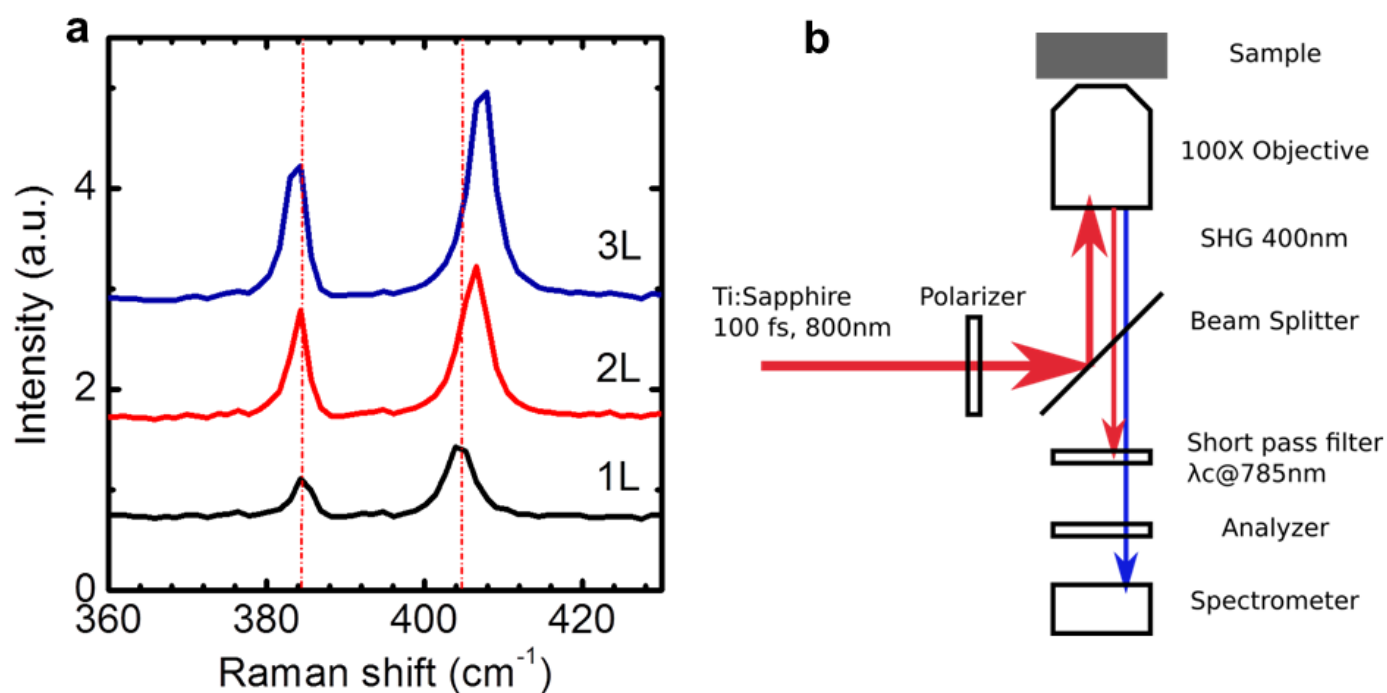 a
Intensity (a.u.)
4
2
0
3L
2L
1L
360
380
400
420
Raman shift (cm⁻¹)
b
Sample
100X Objective
SHG 400nm
Ti:Sapphire
100 fs, 800nm
Polarizer
Beam Splitter
Short pass filter
λc@785nm
Analyzer
Spectrometer